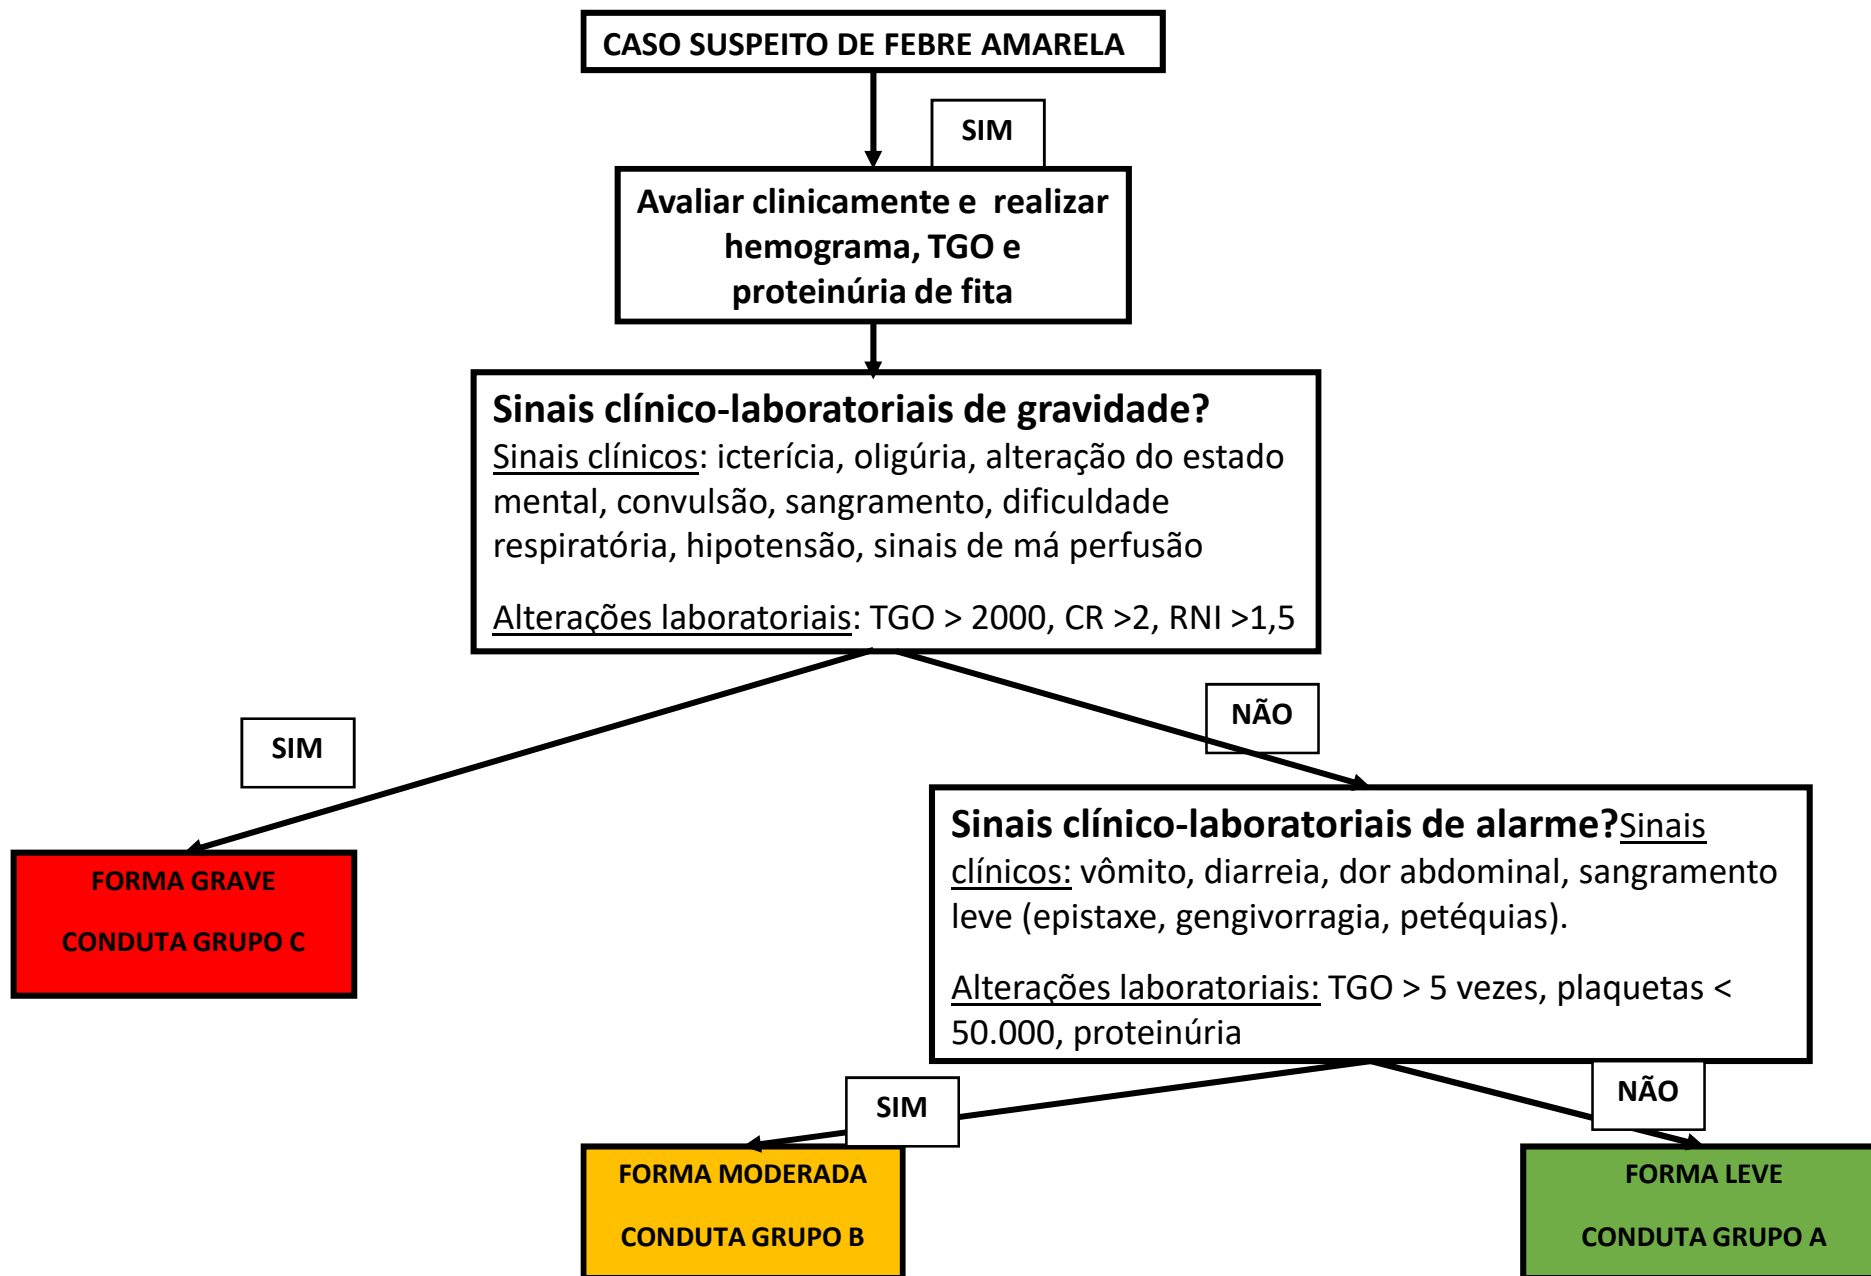 CASO SUSPEITO DE FEBRE AMARELA
SIM
Avaliar clinicamente e realizar
hemograma, TGO e
proteinúria de fita
Sinais clínico-laboratoriais de gravidade?
Sinais clínicos: icterícia, oligúria, alteração do estado
mental, convulsão, sangramento, dificuldade
respiratória, hipotensão, sinais de má perfusão
Alterações laboratoriais: TGO > 2000, CR >2, RNI >1,5
SIM
NÃO
FORMA GRAVE
CONDUTA GRUPO C
Sinais clínico-laboratoriais de alarme?Sinais
clínicos: vômito, diarreia, dor abdominal, sangramento
leve (epistaxe, gengivorragia, petéquias).
Alterações laboratoriais: TGO > 5 vezes, plaquetas <
50.000, proteinúria
SIM
NÃO
FORMA MODERADA
CONDUTA GRUPO B
FORMA LEVE
CONDUTA GRUPO A